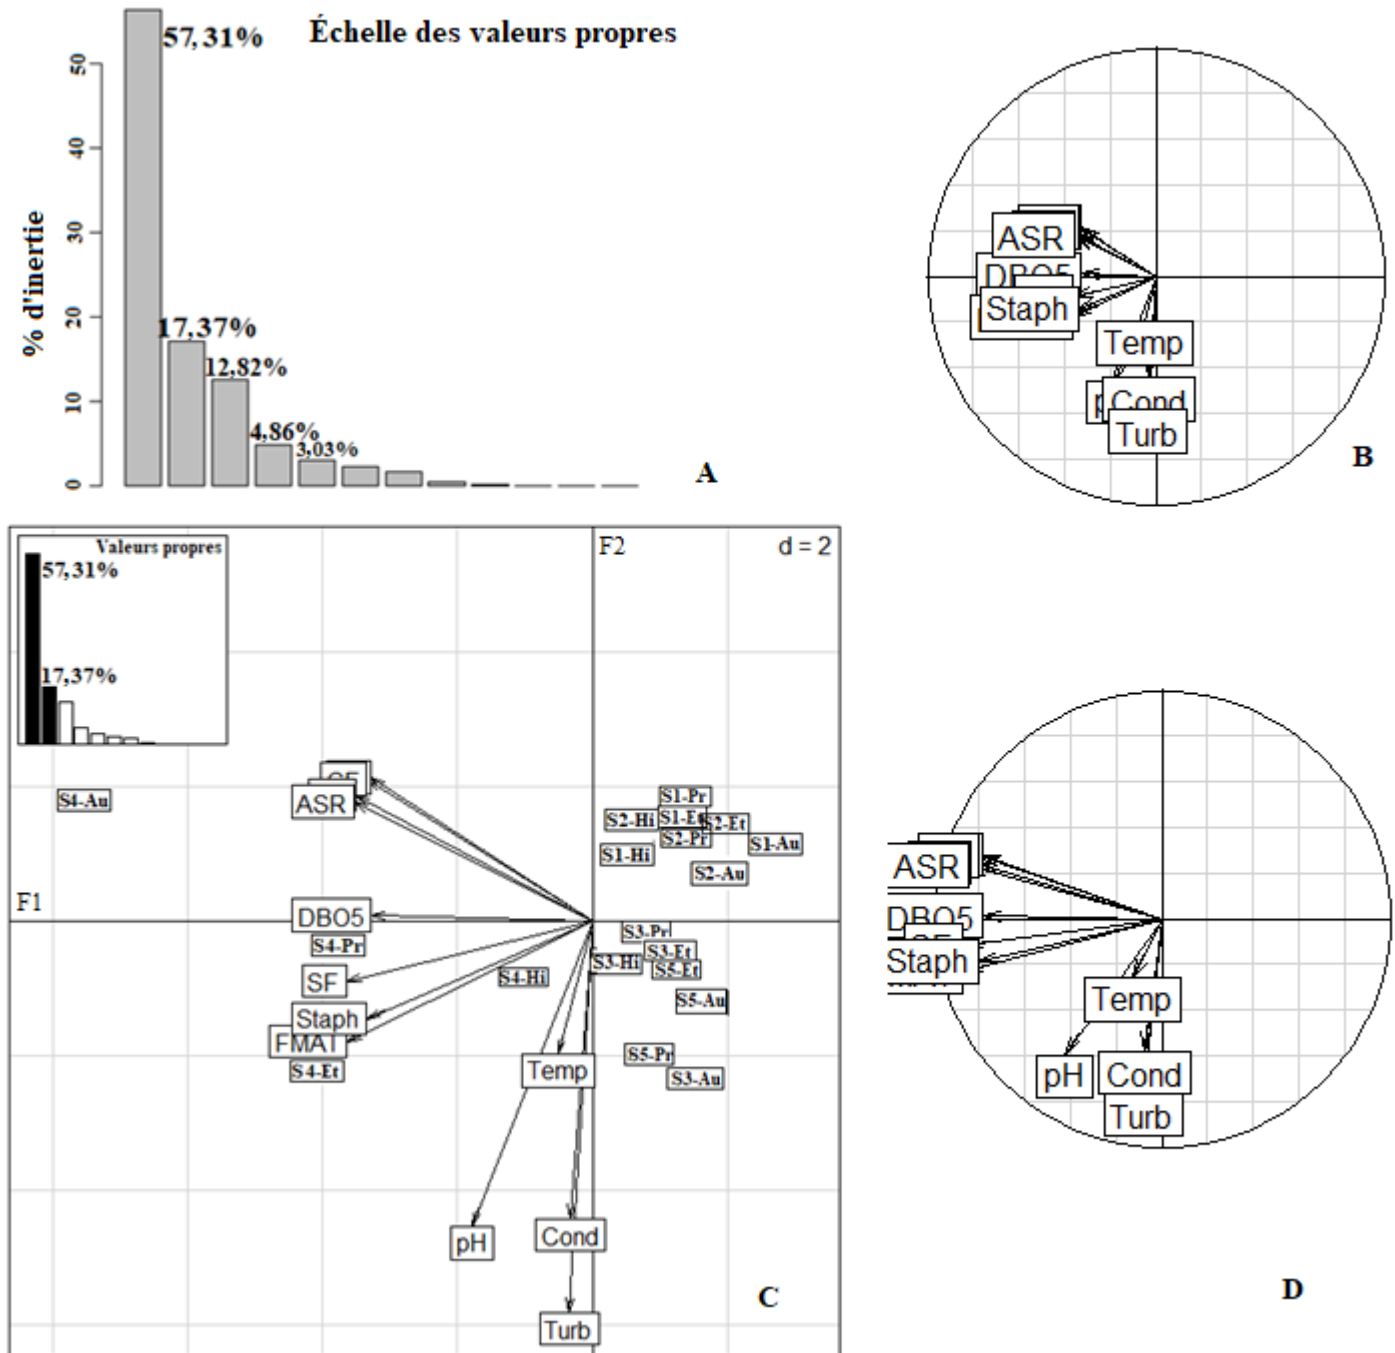 57,31%
Échelle des valeurs propres
50
40
30
20
10
0
% d'inertie
17,37%
12,82%
4,86%
3,03%
A
ASR
DBO5
Staph
Temp
Cond
Turb
B
Valeurs propres
57,31%
17,37%
F2
d = 2
S4-Au
ASR
S1-Pr
S2-Hi
S1-Et
S2-Et
S2-Pr
S1-Au
S1-Hi
S2-Au
F1
DBO5
S4-Pr
S3-Pr
S3-Et
S3-Hi
S5-Et
SF
S4-Hi
S5-Au
Staph
FMAT
S4-Et
Temp
S5-Pr
S3-Au
pH
Cond
Turb
C
ASR
DBO5
Staph
Temp
pH
Cond
Turb
D